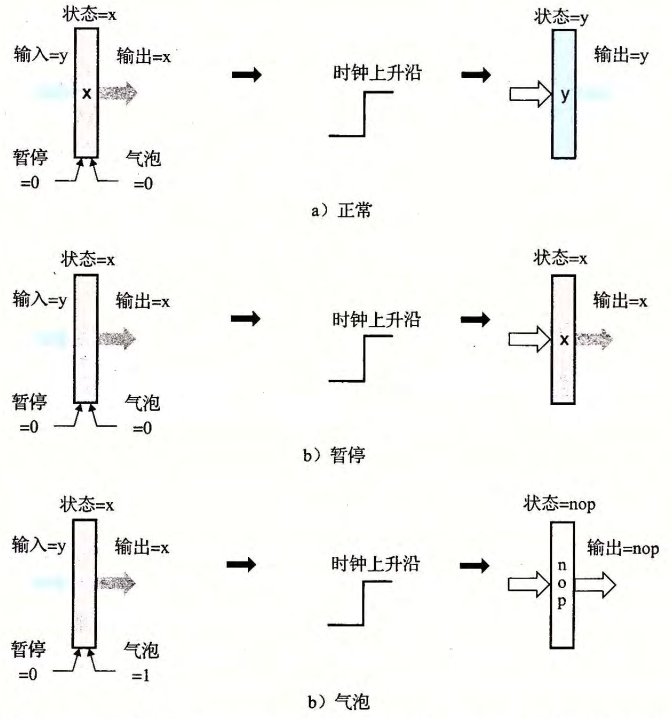 状态=x
状态=y
输入=y
输出=x
输出=y
x
时钟上升沿
y
暂停
=0
气泡
=0
a）正常
状态=x
状态=x
输入=y
输出=x
输出=x
时钟上升沿
x
暂停
=0
气泡
=0
b）暂停
状态=x
状态=nop
输入=y
输出=x
输出=nop
时钟上升沿
n
o
p
暂停
=0
气泡
=1
b）气泡